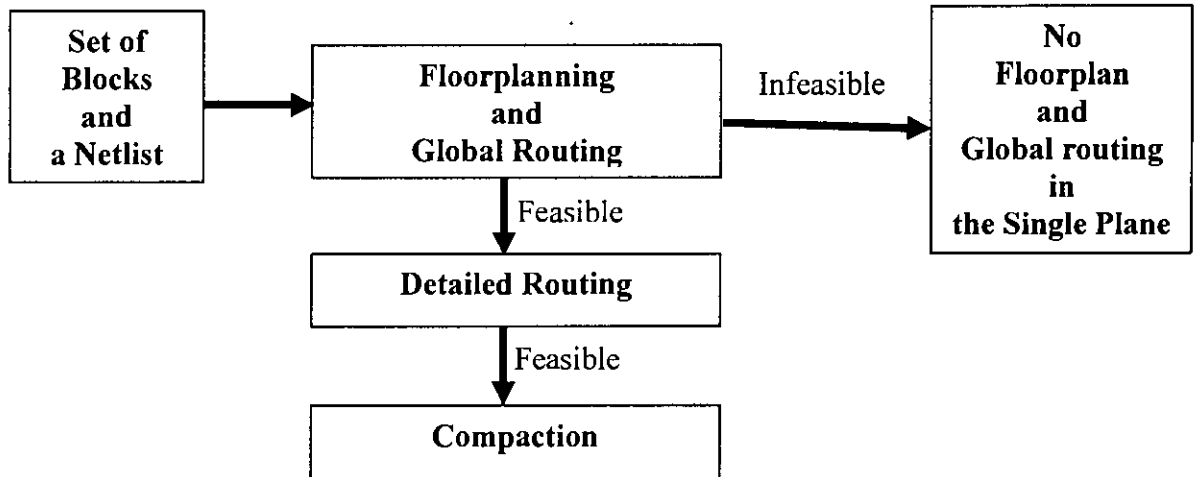 Set of
Blocks
and
a Netlist
Floorplanning
and
Global Routing
Infeasible
No
Floorplan
and
Global routing
in
the Single Plane
Feasible
Detailed Routing
Feasible
Compaction